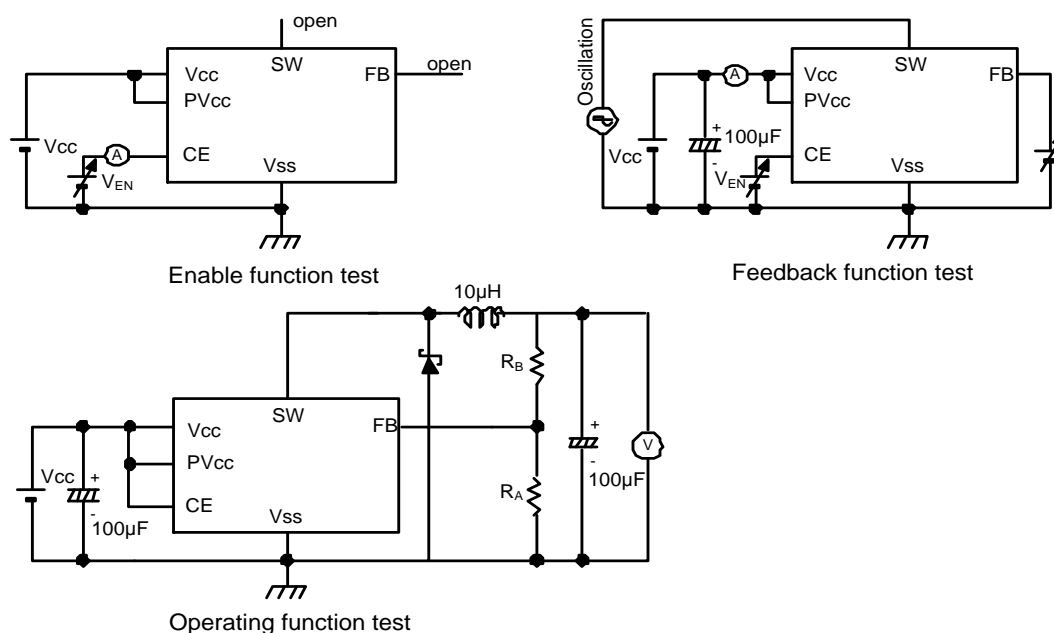 open
SW
FB
open
Vcc
PVcc
CE
Vss
Vcc
A
VEN
Enable function test
Oscillation
A
Vcc
+
100µF
-
VEN
SW
FB
Vcc
PVcc
CE
Vss
Feedback function test
10µH
RB
SW
FB
Vcc
PVcc
CE
Vss
Vcc
+
-
100µF
RA
+
-
100µF
V
Operating function test